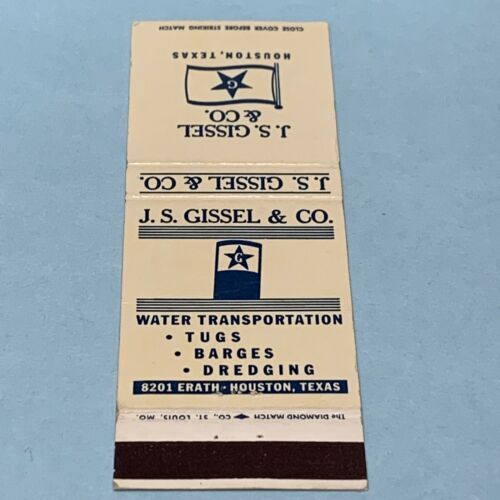 CLOSE COVER BEFORE STRIKING MATCH
HOUSTON, TEXAS
G
J. S. GISSEL
& CO.
J. S. GISSEL & CO.
J. S. GISSEL & CO.
G
WATER TRANSPORTATION
• TUGS
• BARGES
• DREDGING
8201 ERATH - HOUSTON, TEXAS
The DIAMOND MATCH CO., ST. LOUIS, MO.